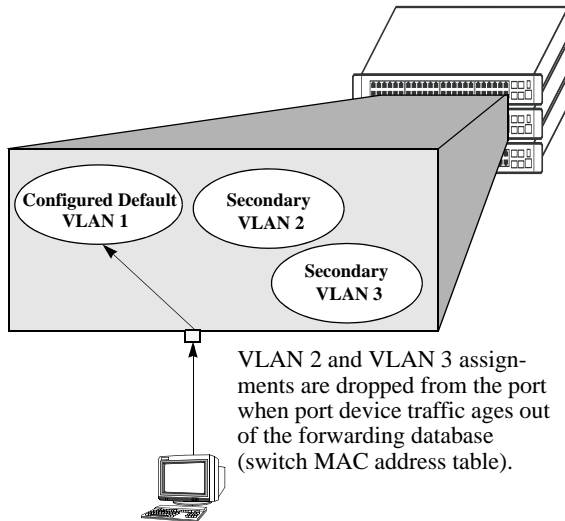 Configured Default
VLAN 1
Secondary
VLAN 2
Secondary
VLAN 3
VLAN 2 and VLAN 3 assign-
ments are dropped from the port
when port device traffic ages out
of the forwarding database
(switch MAC address table).